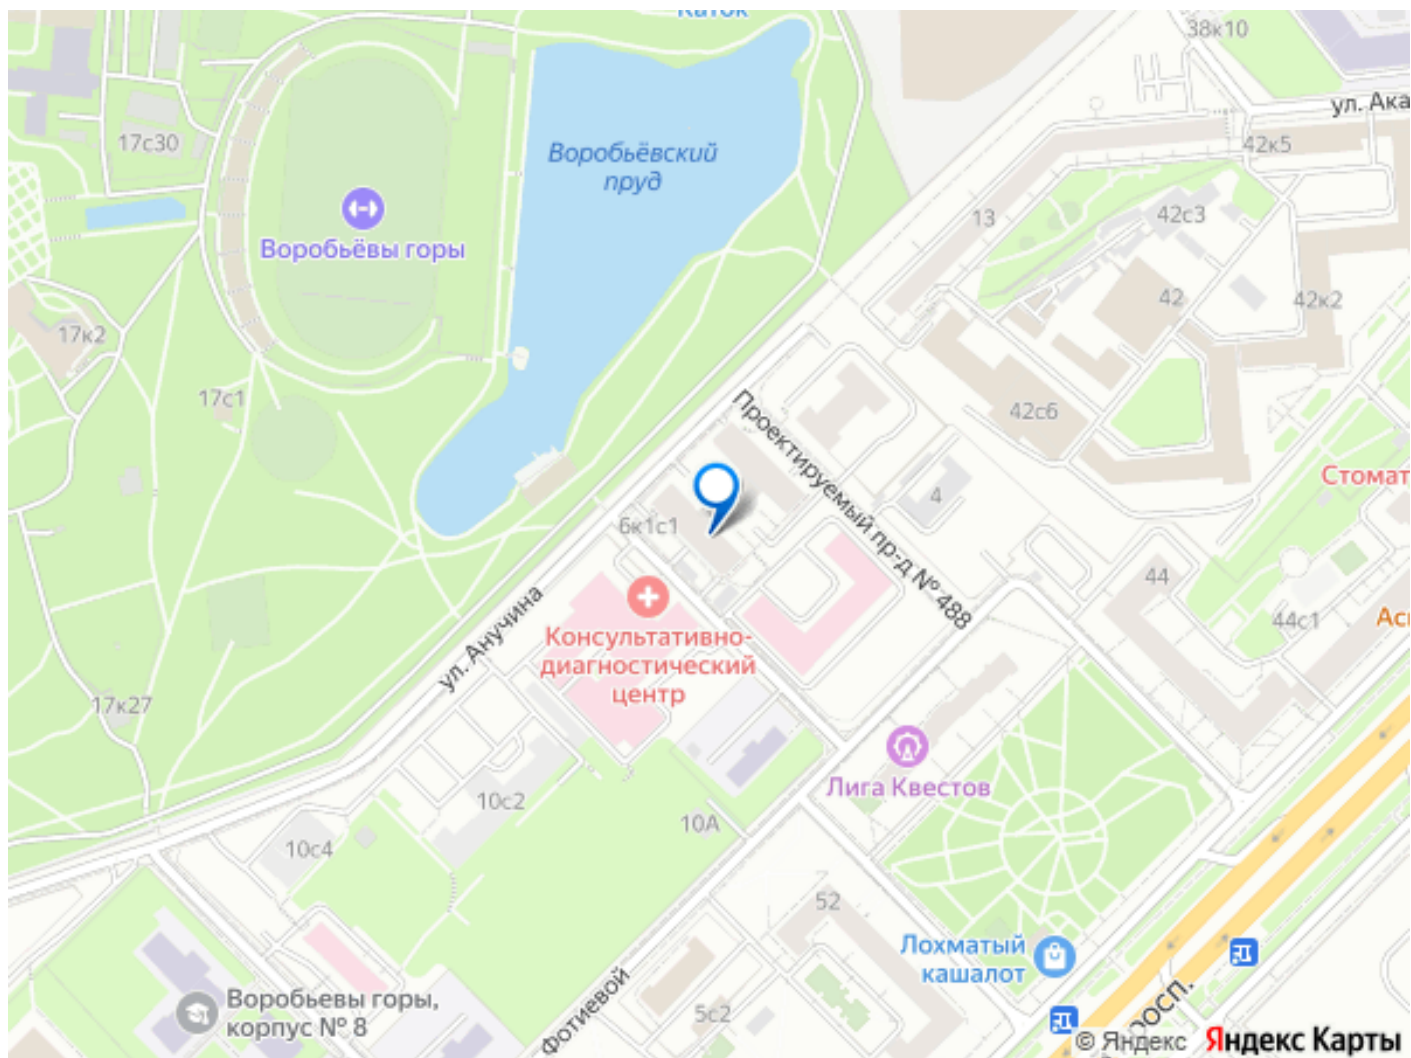 Каток
38к10
ул. Ака
17с30
Воробьёвский
пруд
42к5
13
42с3
Воробьёвы горы
42
42к2
17к2
17с1
Проектируемый пр-д № 488
42с6
Стомат
4
6к1с1
44
44с1
Асн
ул. Анучина
Консультативно-
диагностический
центр
17к27
Лига Квестов
10с2
10А
10с4
52
Лохматый
кашалот
Воробьевы горы,
корпус № 8
Фотиевой
5с2
просп.
© Яндекс
Яндекс Карты